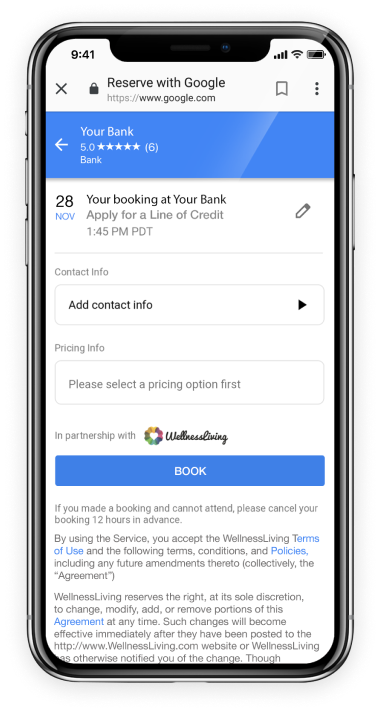 9:41
Reserve with Google
https://www.google.com
Your Bank
5.0 ★★★★★ (6)
Bank
28 Your booking at Your Bank
NOV Apply for a Line of Credit
1:45 PM PDT
Contact Info
Add contact info
Pricing Info
Please select a pricing option first
In partnership with WellnessLiving
BOOK
If you made a booking and cannot attend, please cancel your
booking 12 hours in advance.
By using the Service, you accept the WellnessLiving Terms
of Use and the following terms, conditions, and Policies,
including any future amendments thereto (collectively, the
“Agreement”)
WellnessLiving reserves the right, at its sole discretion,
to change, modify, add, or remove portions of this
Agreement at any time. Such changes will become
effective immediately after they have been posted to the
http://www.WellnessLiving.com website or WellnessLiving
has otherwise notified you of the change. Though